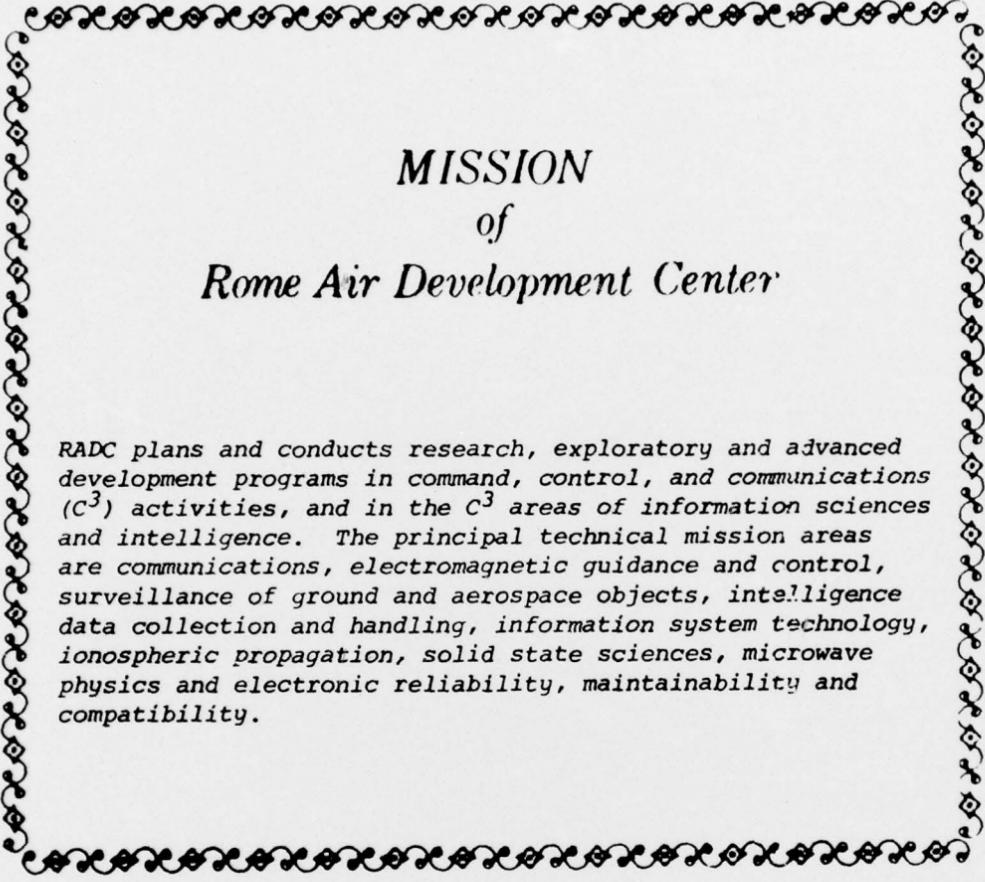 MISSION
of
Rome Air Development Center
RADC plans and conducts research, exploratory and advanced
development programs in command, control, and communications
(C³) activities, and in the C³ areas of information sciences
and intelligence. The principal technical mission areas
are communications, electromagnetic guidance and control,
surveillance of ground and aerospace objects, intelligence
data collection and handling, information system technology,
ionospheric propagation, solid state sciences, microwave
physics and electronic reliability, maintainability and
compatibility.